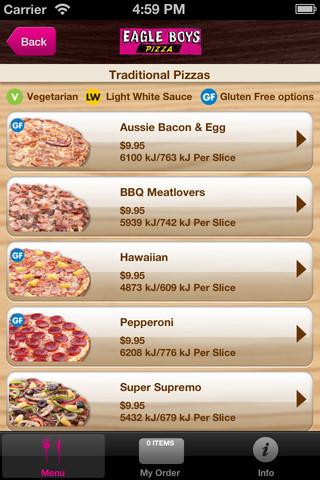 Carrier 4:59 PM
Back
EAGLE BOYS
PIZZA
Traditional Pizzas
V Vegetarian LW Light White Sauce GF Gluten Free options
GF
Aussie Bacon & Egg
$9.95
6100 kJ/763 kJ Per Slice
BBQ Meatlovers
$9.95
5939 kJ/742 kJ Per Slice
GF
Hawaiian
$9.95
4873 kJ/609 kJ Per Slice
GF
Pepperoni
$9.95
6208 kJ/776 kJ Per Slice
Super Supremo
$9.95
5432 kJ/679 kJ Per Slice
Menu
0 ITEMS
My Order
i
Info